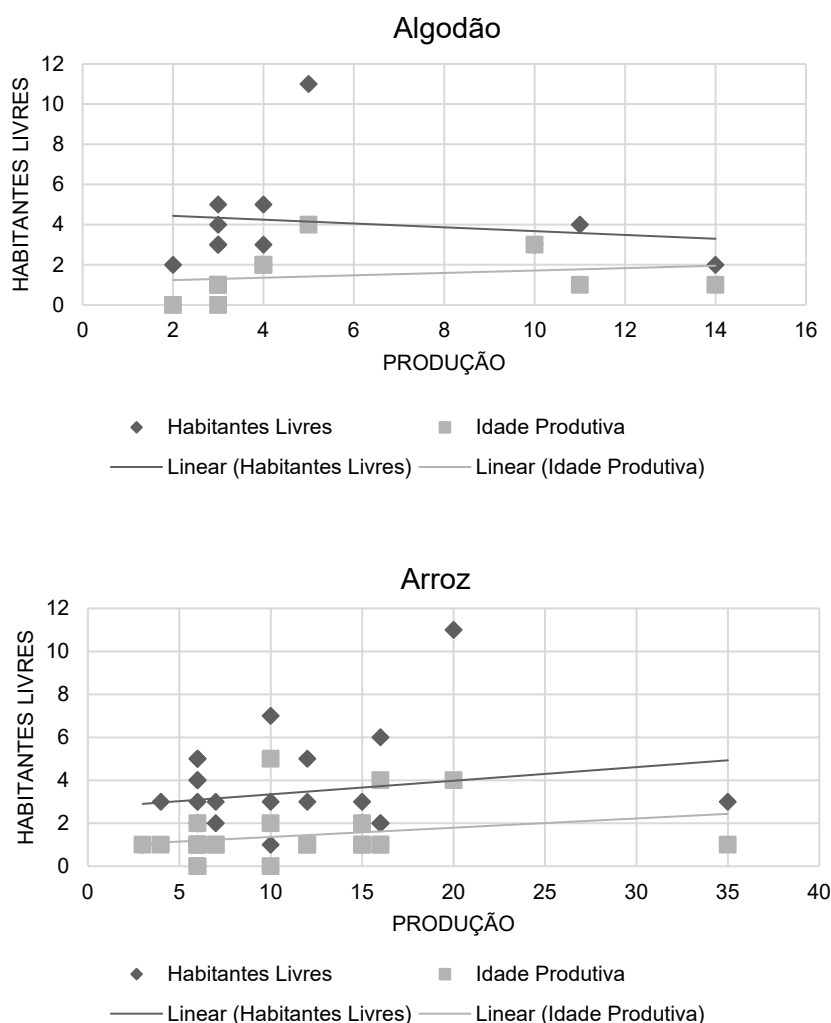 Algodão
HABITANTES LIVRES
12
10
8
6
4
2
0
0 2 4 6 8 10 12 14 16
PRODUÇÃO
Habitantes Livres Idade Produtiva
Linear (Habitantes Livres) Linear (Idade Produtiva)
Arroz
HABITANTES LIVRES
12
10
8
6
4
2
0
0 5 10 15 20 25 30 35 40
PRODUÇÃO
Habitantes Livres Idade Produtiva
Linear (Habitantes Livres) Linear (Idade Produtiva)